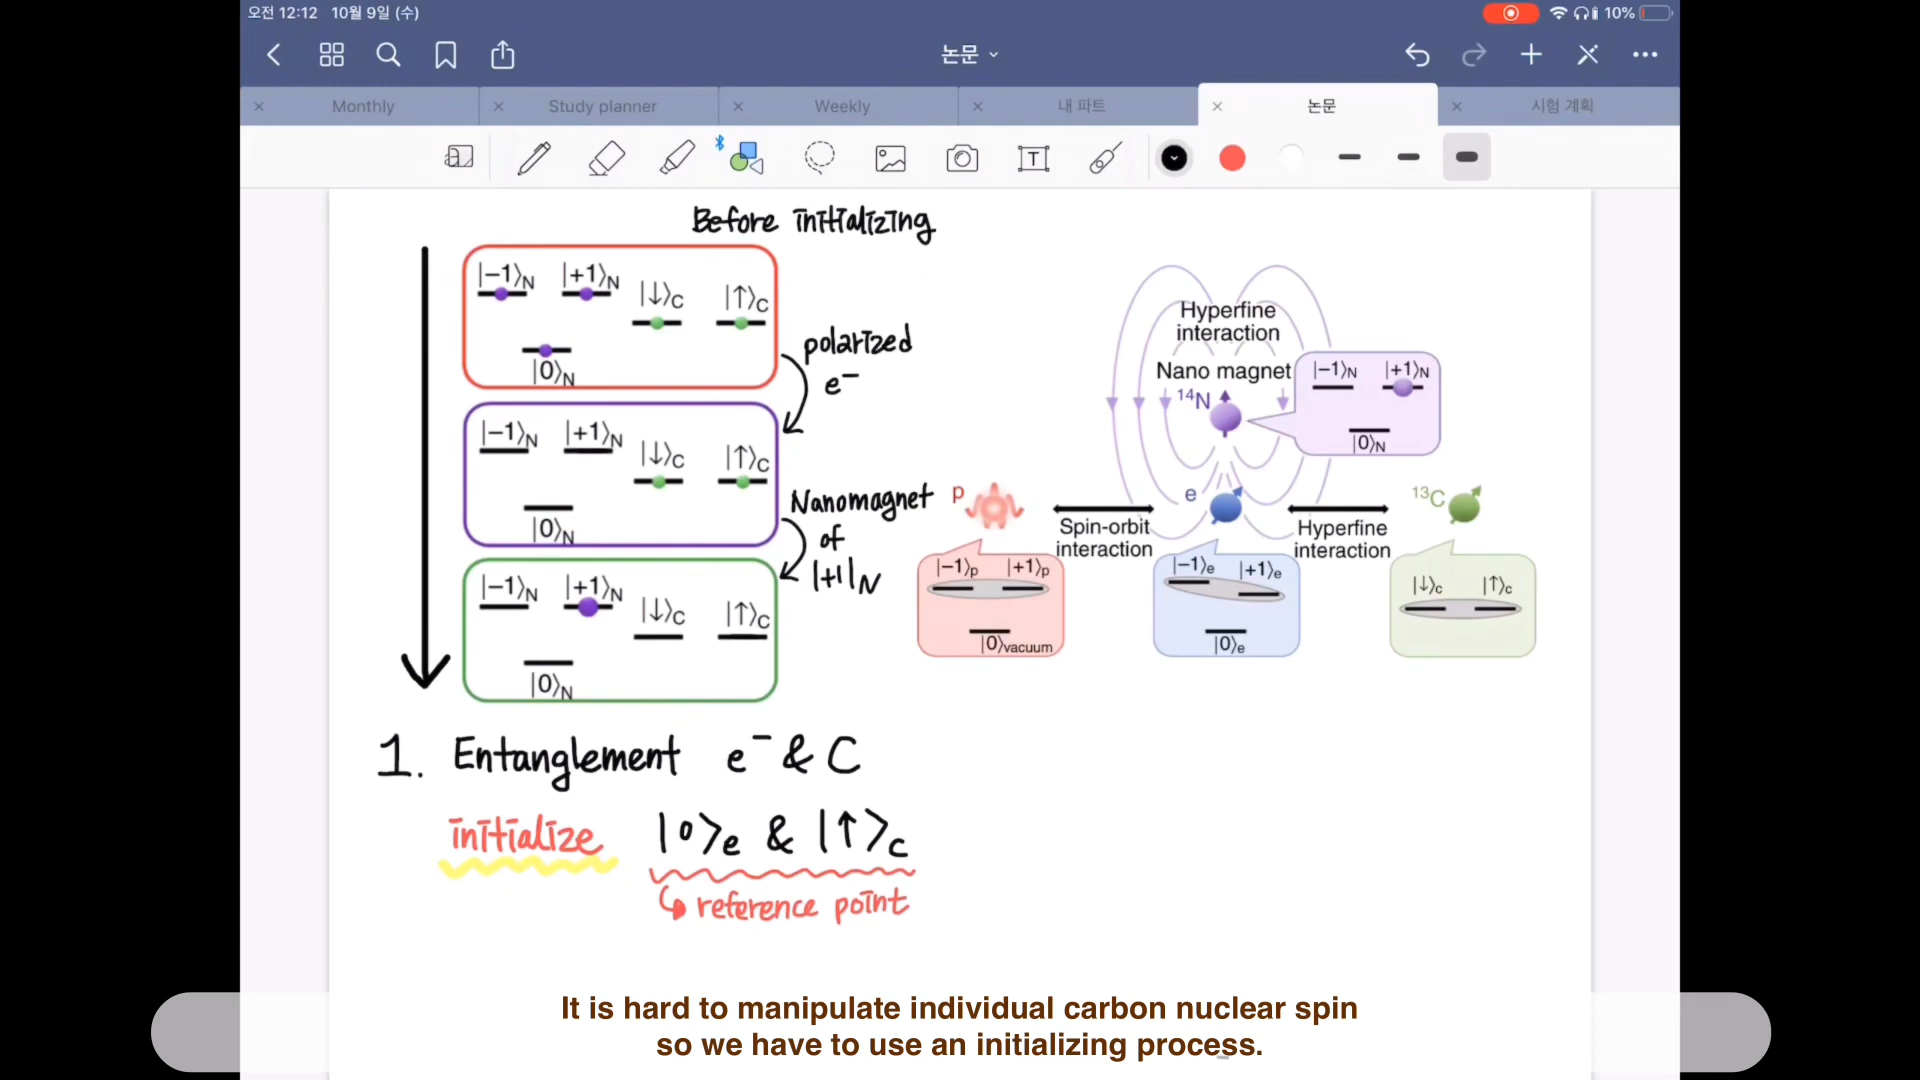 오전 12:12 10월 9일 (수)
10%
논문
Monthly
Study planner
Weekly
내 파트
논문
시험 계획
Before initializing
|−1⟩N |+1⟩N |↓⟩C |↑⟩C
|0⟩N
polarized
e⁻
|−1⟩N |+1⟩N |↓⟩C |↑⟩C
|0⟩N
Nanomagnet
of
|+1|N
|−1⟩N |+1⟩N |↓⟩C |↑⟩C
|0⟩N
Hyperfine
interaction
Nano magnet
¹⁴N
|−1⟩N |+1⟩N
|0⟩N
p
e
¹³C
Spin-orbit
interaction
Hyperfine
interaction
|−1⟩p |+1⟩p
|0⟩vacuum
|−1⟩e |+1⟩e
|0⟩e
|↓⟩c |↑⟩c
1. Entanglement e⁻ & C
initialize |0⟩e & |↑⟩c
reference point
It is hard to manipulate individual carbon nuclear spin
so we have to use an initializing process.